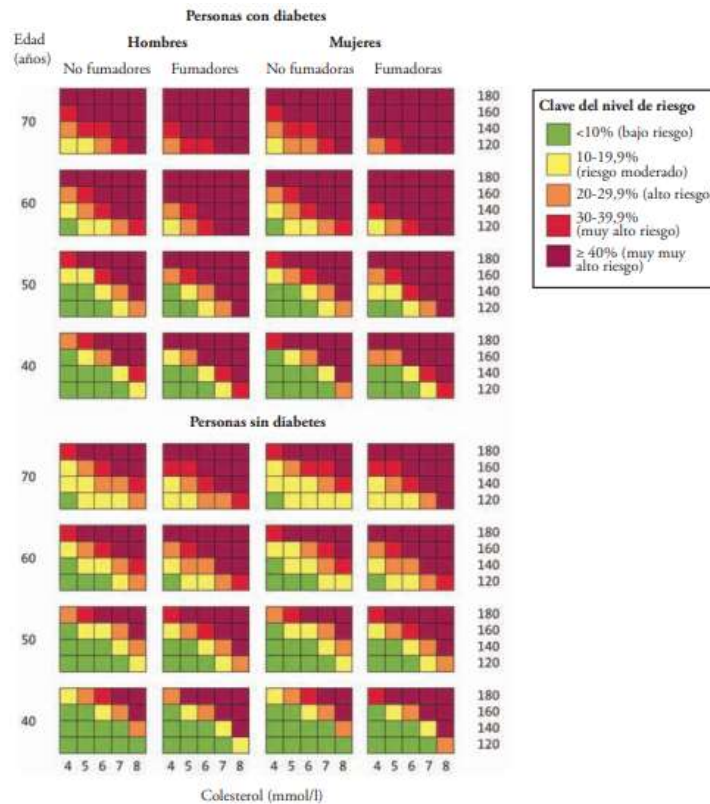 Personas con diabetes
Edad
(años)
Hombres
Mujeres
No fumadores
Fumadores
No fumadoras
Fumadoras
70
180
160
140
120
60
180
160
140
120
50
180
160
140
120
40
180
160
140
120
Personas sin diabetes
70
180
160
140
120
60
180
160
140
120
50
180
160
140
120
40
180
160
140
120
4 5 6 7 8
4 5 6 7 8
4 5 6 7 8
4 5 6 7 8
Colesterol (mmol/l)
Clave del nivel de riesgo
<10% (bajo riesgo)
10-19,9%
(riesgo moderado)
20-29,9% (alto riesgo
30-39,9%
(muy alto riesgo)
≥ 40% (muy muy
alto riesgo)